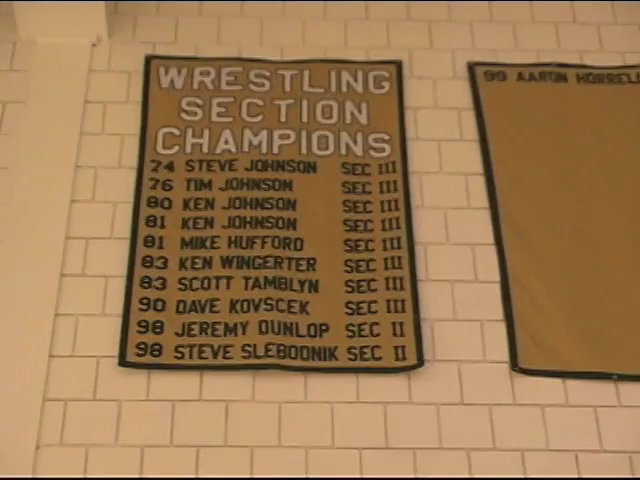 WRESTLING
SECTION
CHAMPIONS
74 STEVE JOHNSON SEC III
76 TIM JOHNSON SEC III
80 KEN JOHNSON SEC III
81 KEN JOHNSON SEC III
81 MIKE HUFFORD SEC III
83 KEN WINGERTER SEC III
83 SCOTT TAMBLYN SEC III
90 DAVE KOVSCEK SEC III
98 JEREMY DUNLOP SEC II
98 STEVE SLEBODNIK SEC II
99 AARON HORRELL